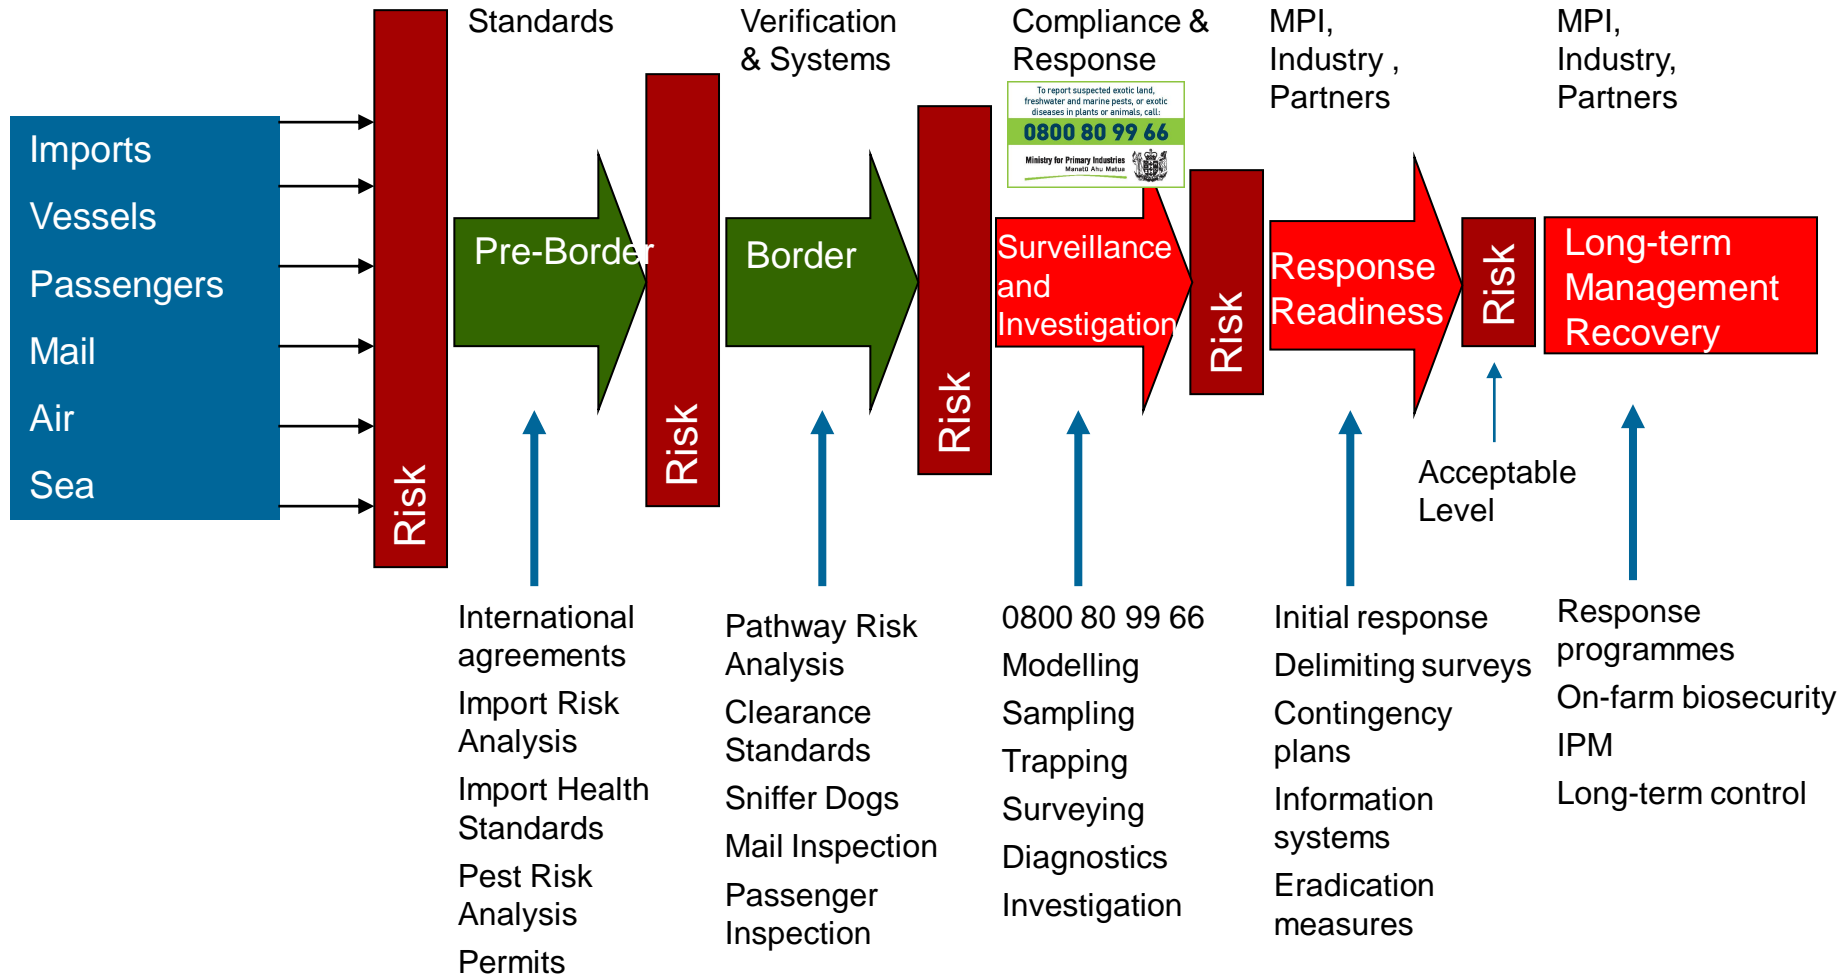 Standards
Verification
& Systems
Compliance &
Response
MPI,
Industry ,
Partners
MPI,
Industry,
Partners
To report suspected exotic land,
freshwater and marine pests, or exotic
diseases in plants or animals, call:
0800 80 99 66
Ministry for Primary Industries
Manatū Ahu Matua
Imports
Vessels
Passengers
Mail
Air
Sea
Risk
Pre-Border
Risk
Border
Risk
Surveillance
and
Investigation
Risk
Response
Readiness
Risk
Long-term
Management
Recovery
Acceptable
Level
International
agreements
Import Risk
Analysis
Import Health
Standards
Pest Risk
Analysis
Permits
Pathway Risk
Analysis
Clearance
Standards
Sniffer Dogs
Mail Inspection
Passenger
Inspection
0800 80 99 66
Modelling
Sampling
Trapping
Surveying
Diagnostics
Investigation
Initial response
Delimiting surveys
Contingency
plans
Information
systems
Eradication
measures
Response
programmes
On-farm biosecurity
IPM
Long-term control